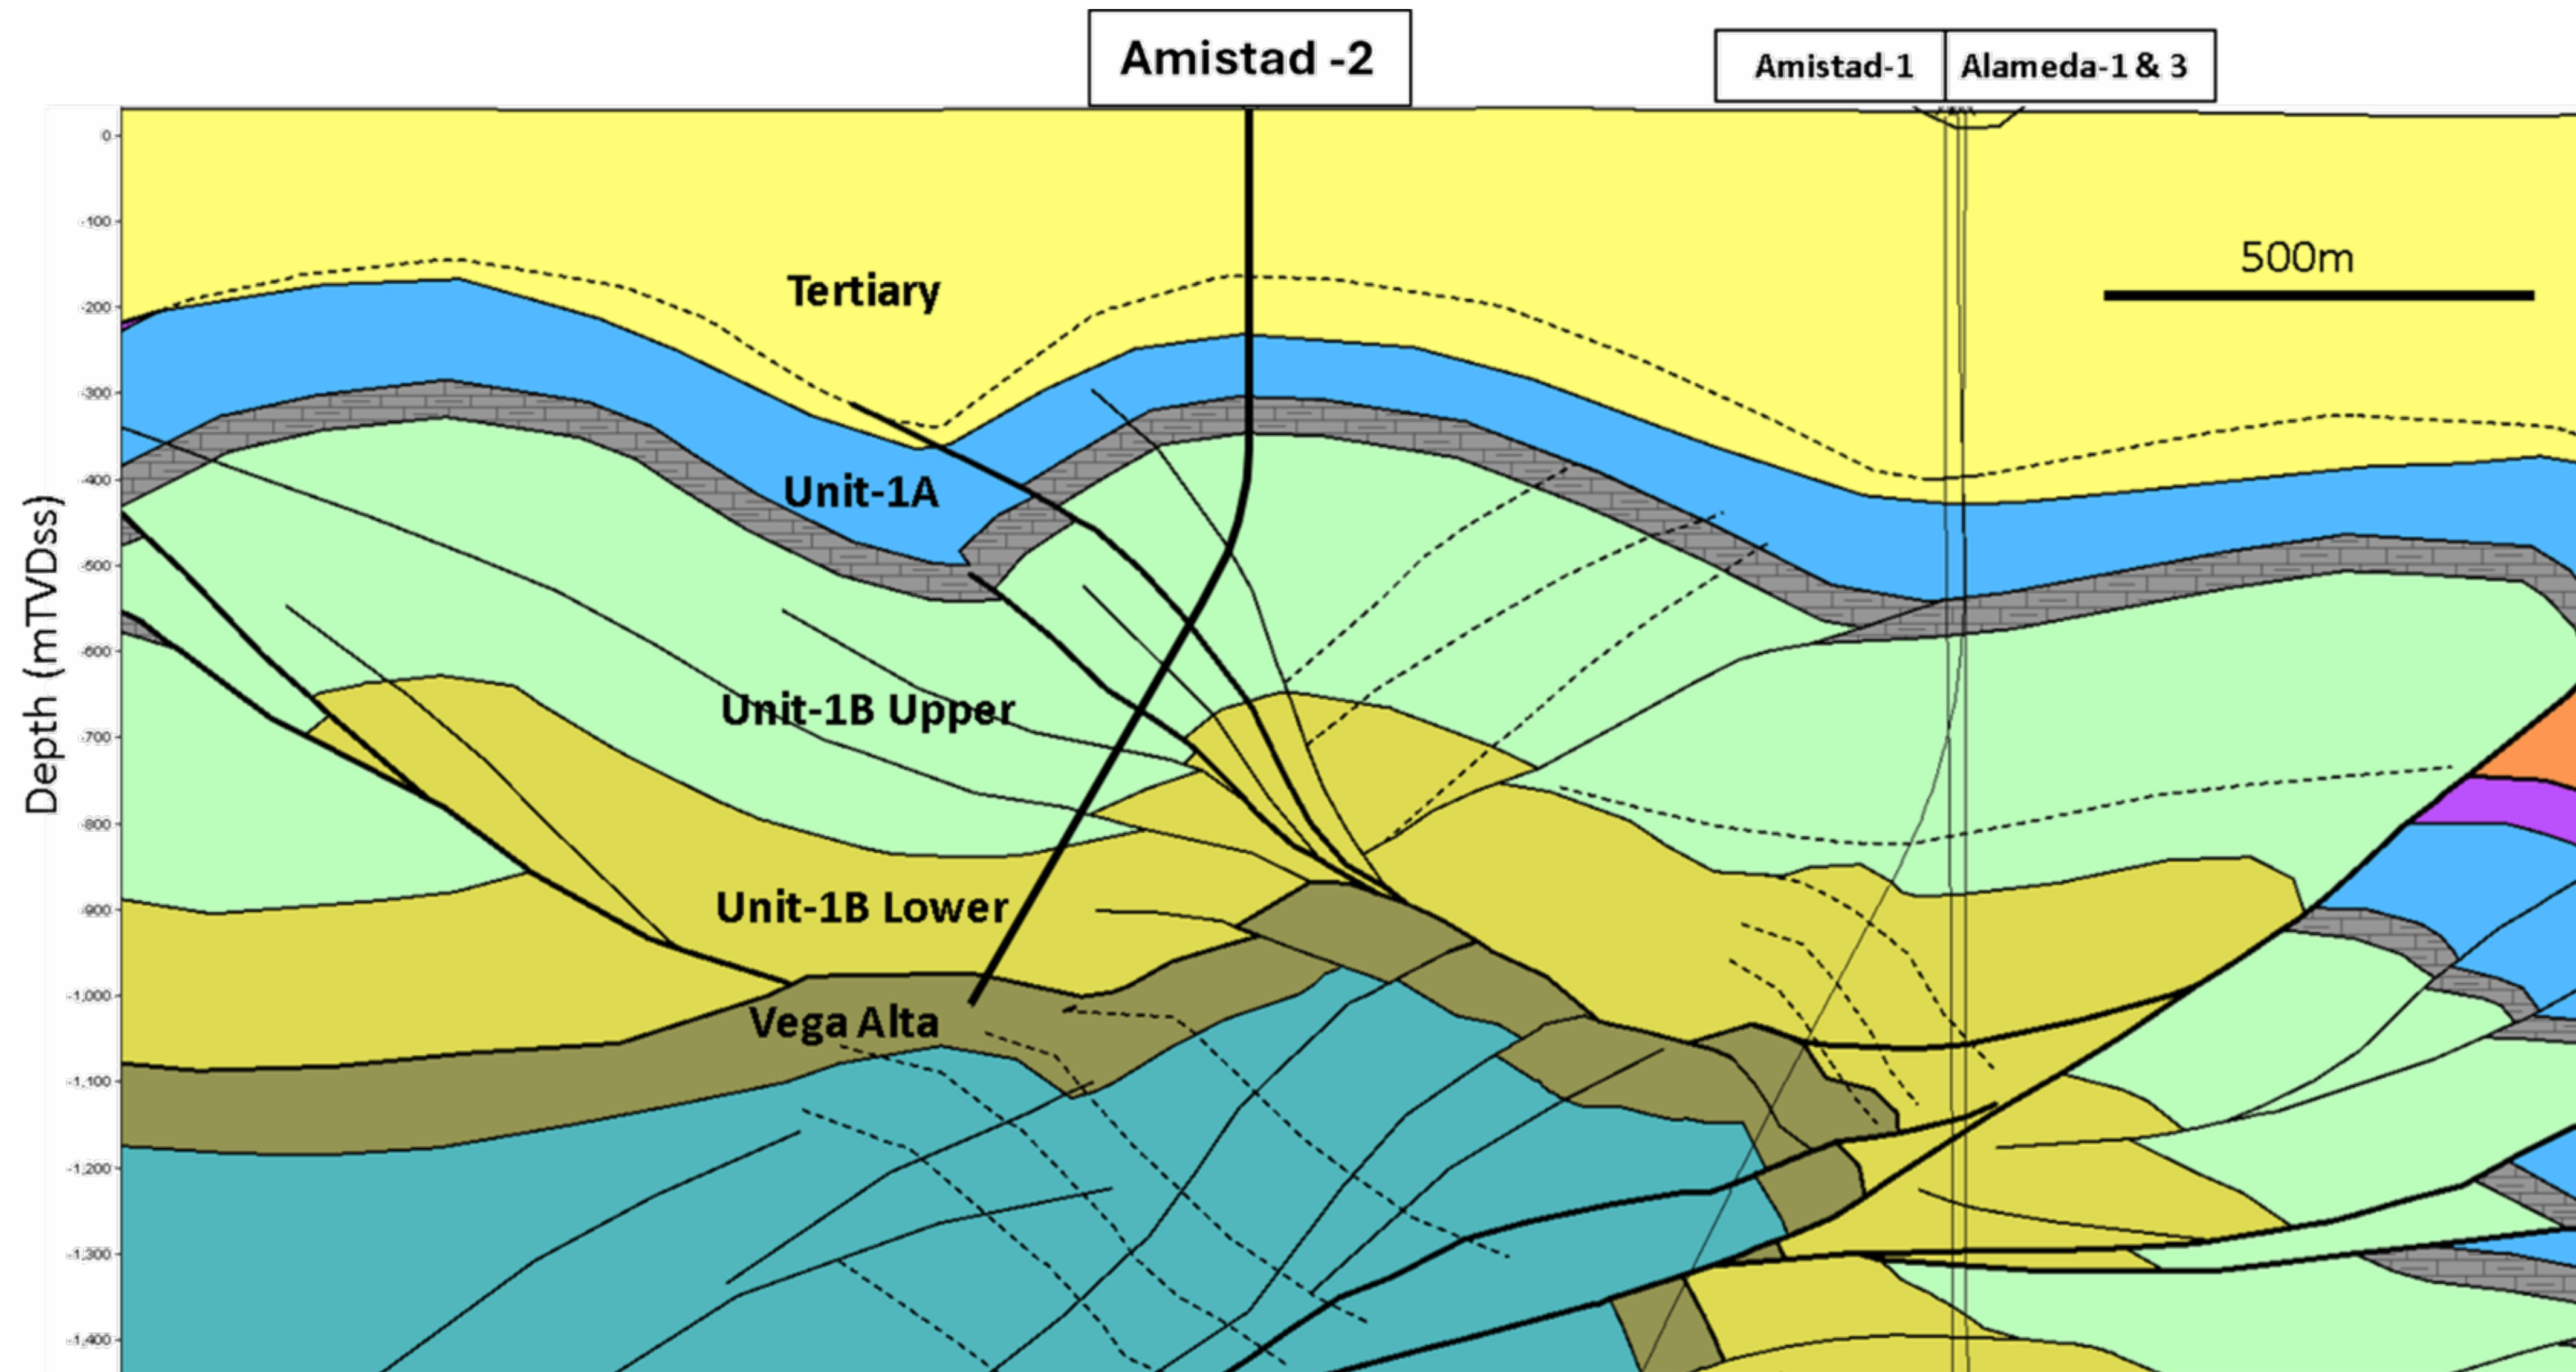 Amistad -2
Amistad-1
Alameda-1 & 3
0
-100
-200
-300
-400
-500
-600
-700
-800
-900
-1,000
-1,100
-1,200
-1,300
-1,400
Depth (mTVDss)
500m
Tertiary
Unit-1A
Unit-1B Upper
Unit-1B Lower
Vega Alta